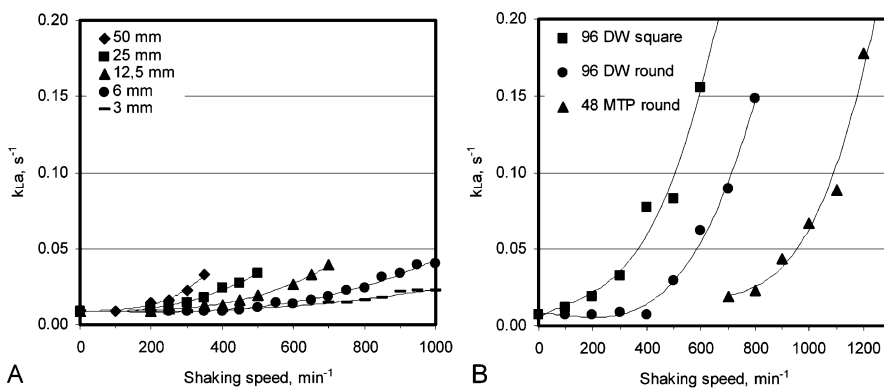 0.20
0.15
0.10
0.05
0.00
kLa, s-1
50 mm
25 mm
12,5 mm
6 mm
3 mm
0 200 400 600 800 1000
Shaking speed, min-1
A
0.20
0.15
0.10
0.05
0.00
kLa, s-1
96 DW square
96 DW round
48 MTP round
0 200 400 600 800 1000 1200
Shaking speed, min-1
B